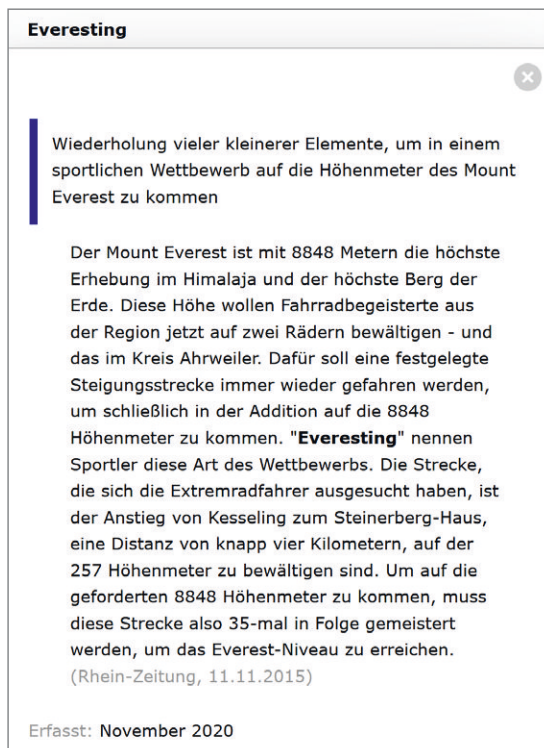 Everesting
Wiederholung vieler kleinerer Elemente, um in einem
sportlichen Wettbewerb auf die Höhenmeter des Mount
Everest zu kommen
Der Mount Everest ist mit 8848 Metern die höchste
Erhebung im Himalaja und der höchste Berg der
Erde. Diese Höhe wollen Fahrradbegeisterte aus
der Region jetzt auf zwei Rädern bewältigen - und
das im Kreis Ahrweiler. Dafür soll eine festgelegte
Steigungsstrecke immer wieder gefahren werden,
um schließlich in der Addition auf die 8848
Höhenmeter zu kommen. "Everesting" nennen
Sportler diese Art des Wettbewerbs. Die Strecke,
die sich die Extremradfahrer ausgesucht haben, ist
der Anstieg von Kesseling zum Steinerberg-Haus,
eine Distanz von knapp vier Kilometern, auf der
257 Höhenmeter zu bewältigen sind. Um auf die
geforderten 8848 Höhenmeter zu kommen, muss
diese Strecke also 35-mal in Folge gemeistert
werden, um das Everest-Niveau zu erreichen.
(Rhein-Zeitung, 11.11.2015)
Erfasst: November 2020